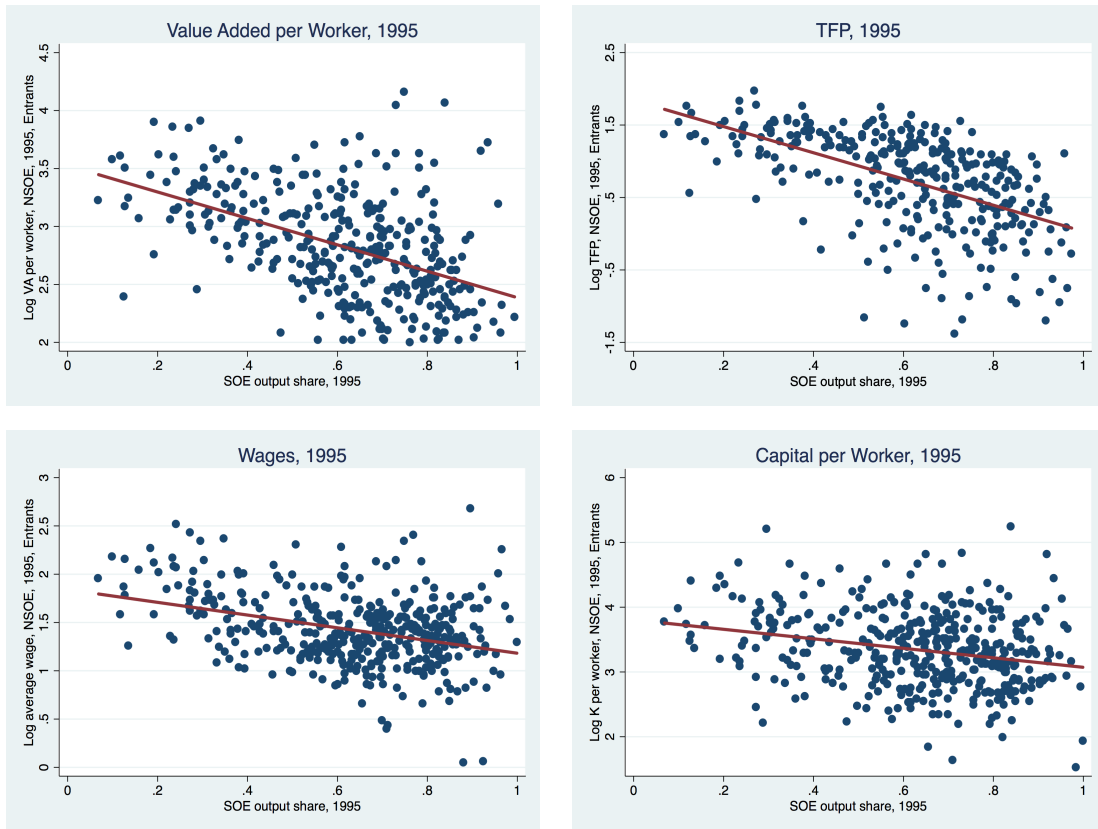 Value Added per Worker, 1995
Log VA per worker, NSOE, 1995, Entrants
4.5
4
3.5
3
2.5
2
0 .2 .4 .6 .8 1
SOE output share, 1995
TFP, 1995
Log TFP, NSOE, 1995, Entrants
2.5
1.5
.5
-.5
-1.5
0 .2 .4 .6 .8 1
SOE output share, 1995
Wages, 1995
Log average wage, NSOE, 1995, Entrants
3
2.5
2
1.5
1
.5
0
0 .2 .4 .6 .8 1
SOE output share, 1995
Capital per Worker, 1995
Log K per worker, NSOE, 1995, Entrants
6
5
4
3
2
0 .2 .4 .6 .8 1
SOE output share, 1995